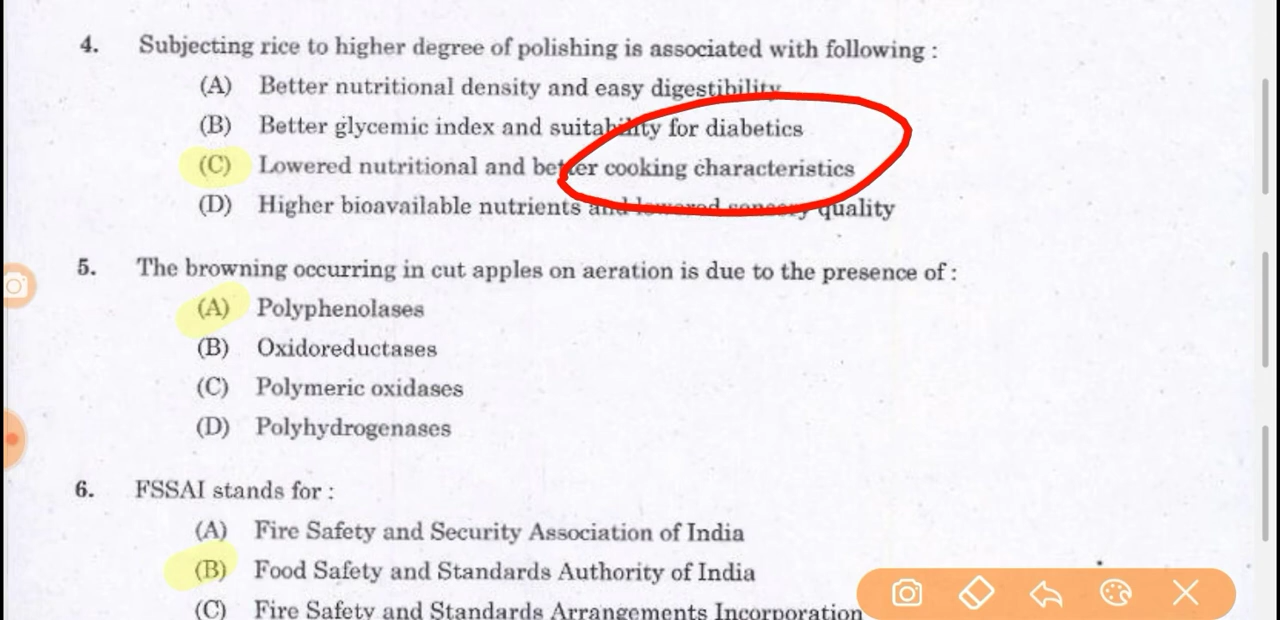 4. Subjecting rice to higher degree of polishing is associated with following :
(A) Better nutritional density and easy digestibility
(B) Better glycemic index and suitability for diabetics
(C) Lowered nutritional and better cooking characteristics
(D) Higher bioavailable nutrients and lowered sensory quality
5. The browning occurring in cut apples on aeration is due to the presence of :
(A) Polyphenolases
(B) Oxidoreductases
(C) Polymeric oxidases
(D) Polyhydrogenases
6. FSSAI stands for :
(A) Fire Safety and Security Association of India
(B) Food Safety and Standards Authority of India
(C) Fire Safety and Standards Arrangements Incorporation